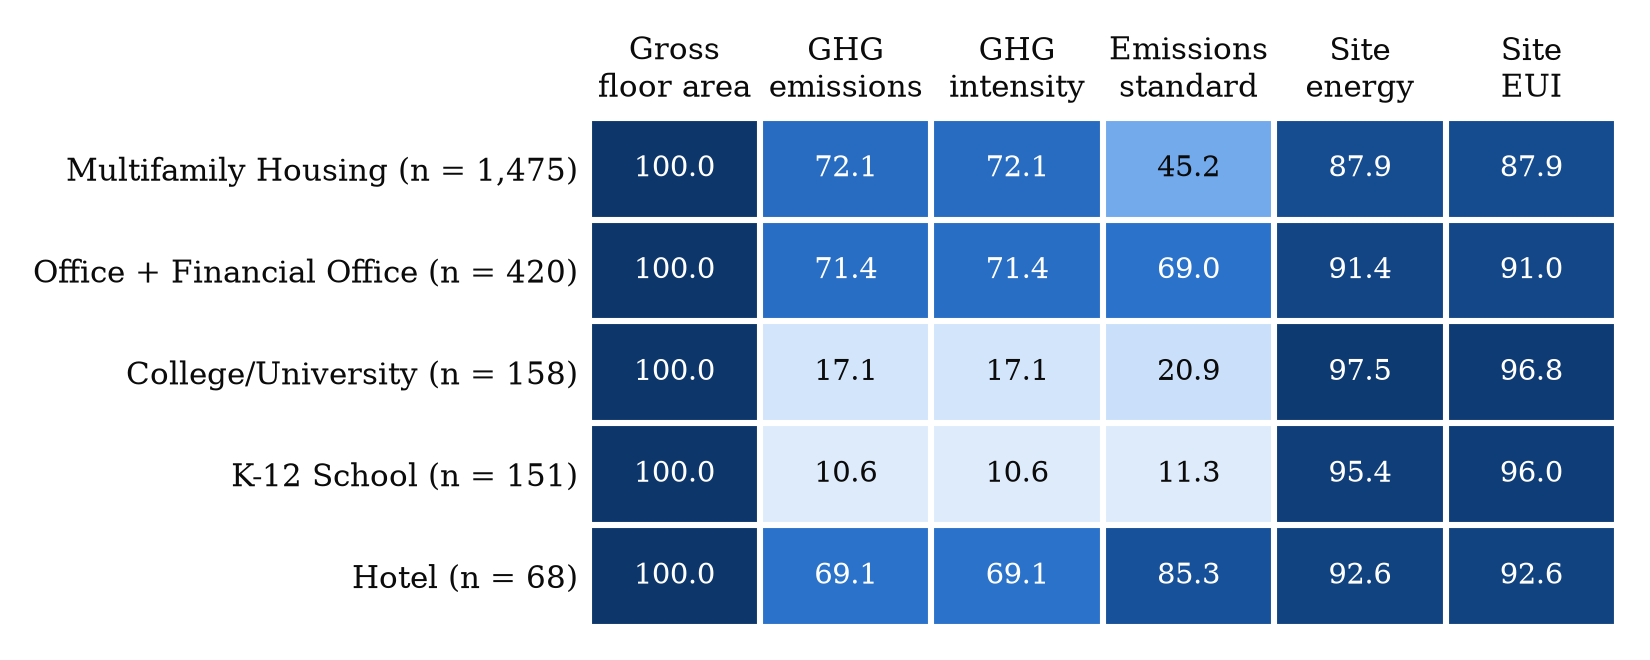 Gross floor area GHG emissions GHG intensity Emissions standard Site energy Site EUI
Multifamily Housing (n = 1,475) 100.0 72.1 72.1 45.2 87.9 87.9
Office + Financial Office (n = 420) 100.0 71.4 71.4 69.0 91.4 91.0
College/University (n = 158) 100.0 17.1 17.1 20.9 97.5 96.8
K-12 School (n = 151) 100.0 10.6 10.6 11.3 95.4 96.0
Hotel (n = 68) 100.0 69.1 69.1 85.3 92.6 92.6